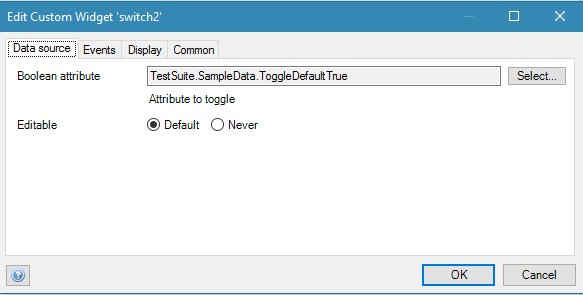 Edit Custom Widget 'switch2'
Data source Events Display Common
Boolean attribute TestSuite.SampleData.ToggleDefaultTrue Select...
Attribute to toggle
Editable Default Never
? OK Cancel